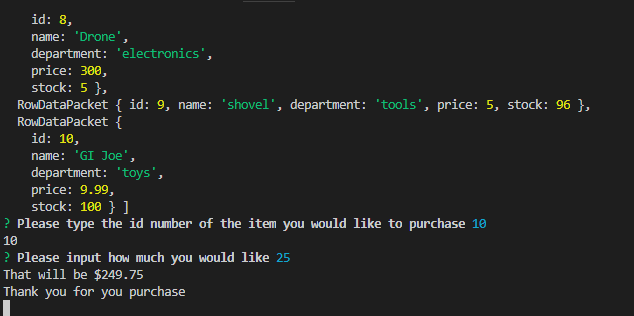 id: 8,
name: 'Drone',
department: 'electronics',
price: 300,
stock: 5 },
RowDataPacket { id: 9, name: 'shovel', department: 'tools', price: 5, stock: 96 },
RowDataPacket {
id: 10,
name: 'GI Joe',
department: 'toys',
price: 9.99,
stock: 100 } ]
? Please type the id number of the item you would like to purchase 10
10
? Please input how much you would like 25
That will be $249.75
Thank you for you purchase